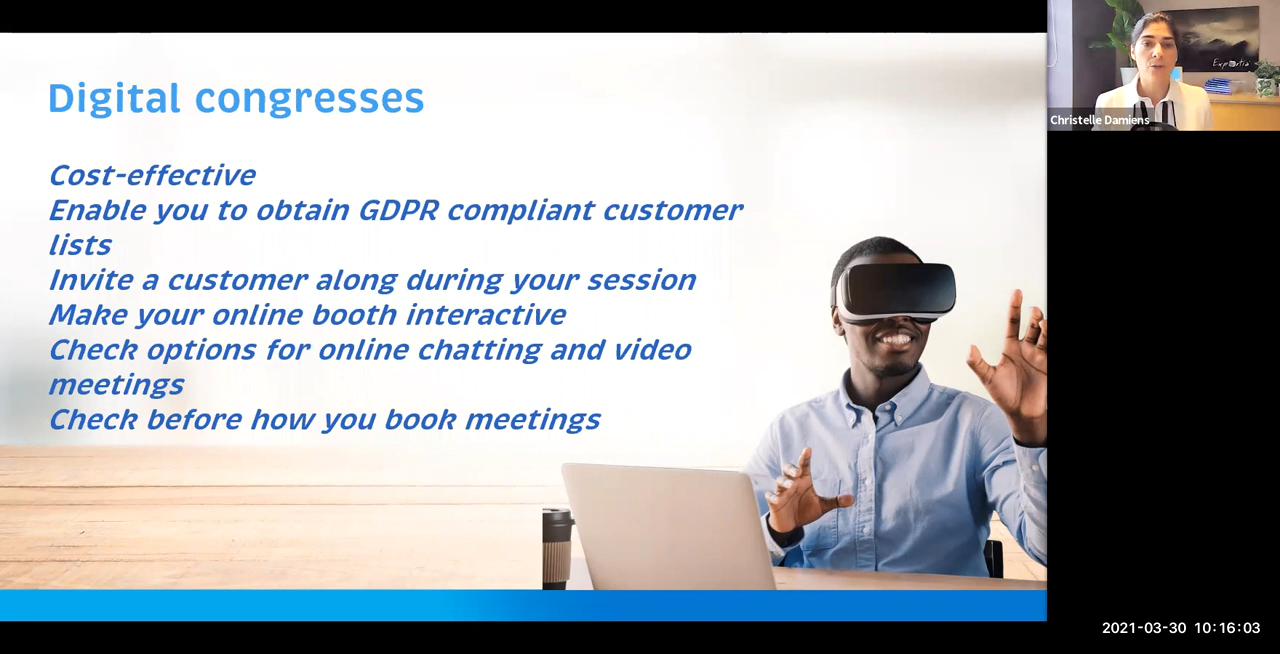 Digital congresses
Cost-effective
Enable you to obtain GDPR compliant customer
lists
Invite a customer along during your session
Make your online booth interactive
Check options for online chatting and video
meetings
Check before how you book meetings
Exportia
Christelle Damiens
2021-03-30 10:16:03